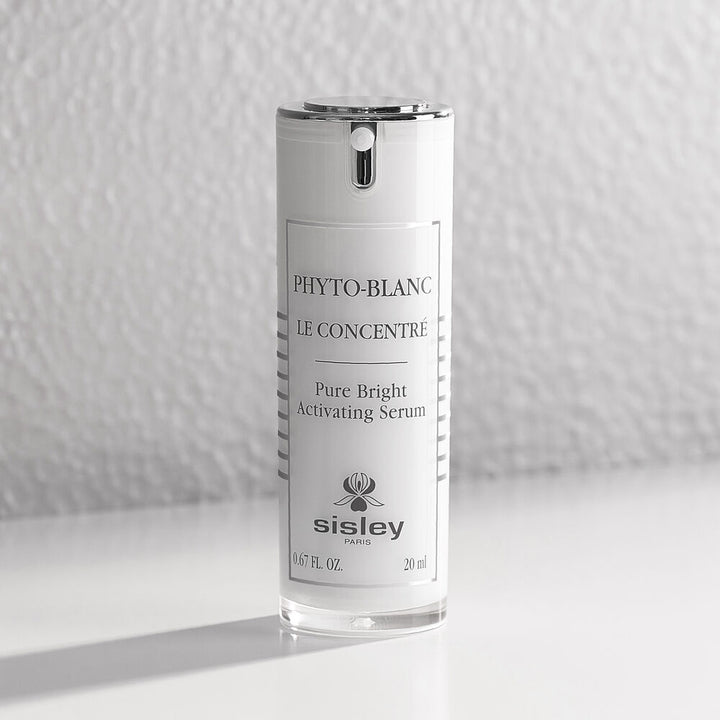 PHYTO-BLANC
LE CONCENTRÉ
Pure Bright
Activating Serum
sisley
PARIS
0.67 FL. OZ. 20 ml